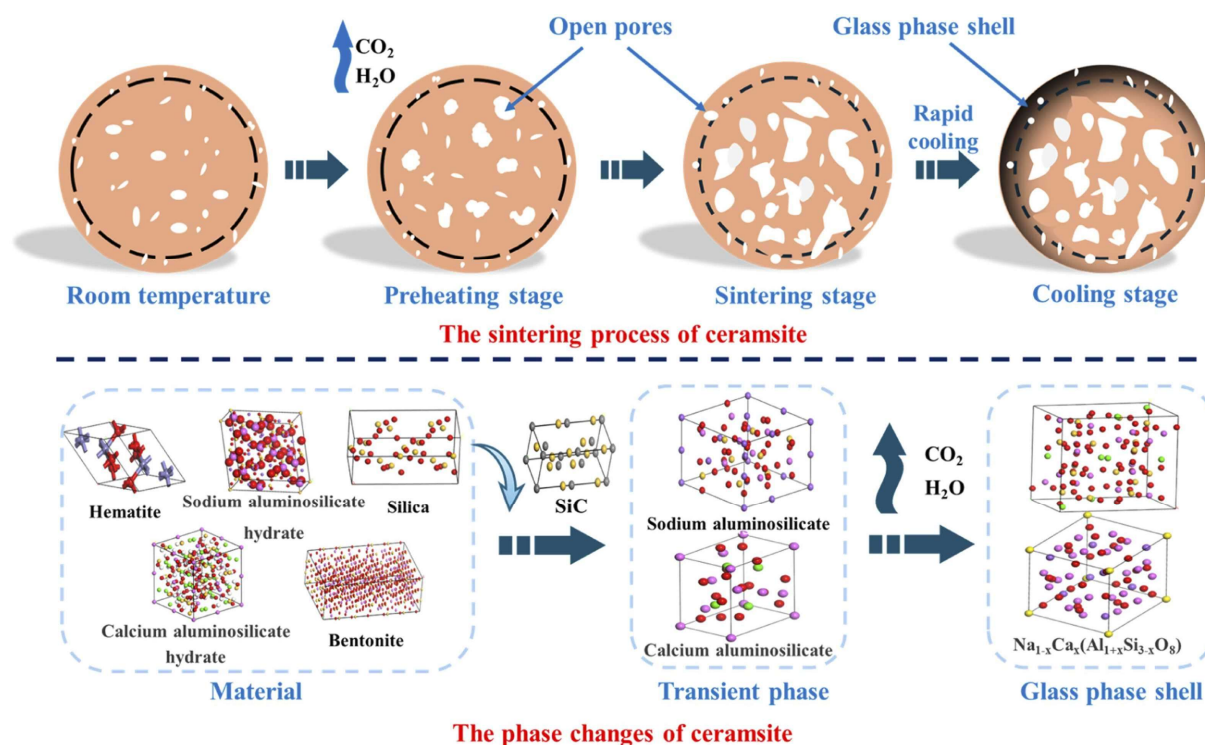 Open pores
Glass phase shell
CO₂
H₂O
Rapid
cooling
Room temperature
Preheating stage
Sintering stage
Cooling stage
The sintering process of ceramsite
Hematite
Sodium aluminosilicate
hydrate
Silica
SiC
Calcium aluminosilicate
hydrate
Bentonite
Sodium aluminosilicate
Calcium aluminosilicate
CO₂
H₂O
Na₁₋ₓCaₓ(Al₁₊ₓSi₃₋ₓO₈)
Material
Transient phase
Glass phase shell
The phase changes of ceramsite